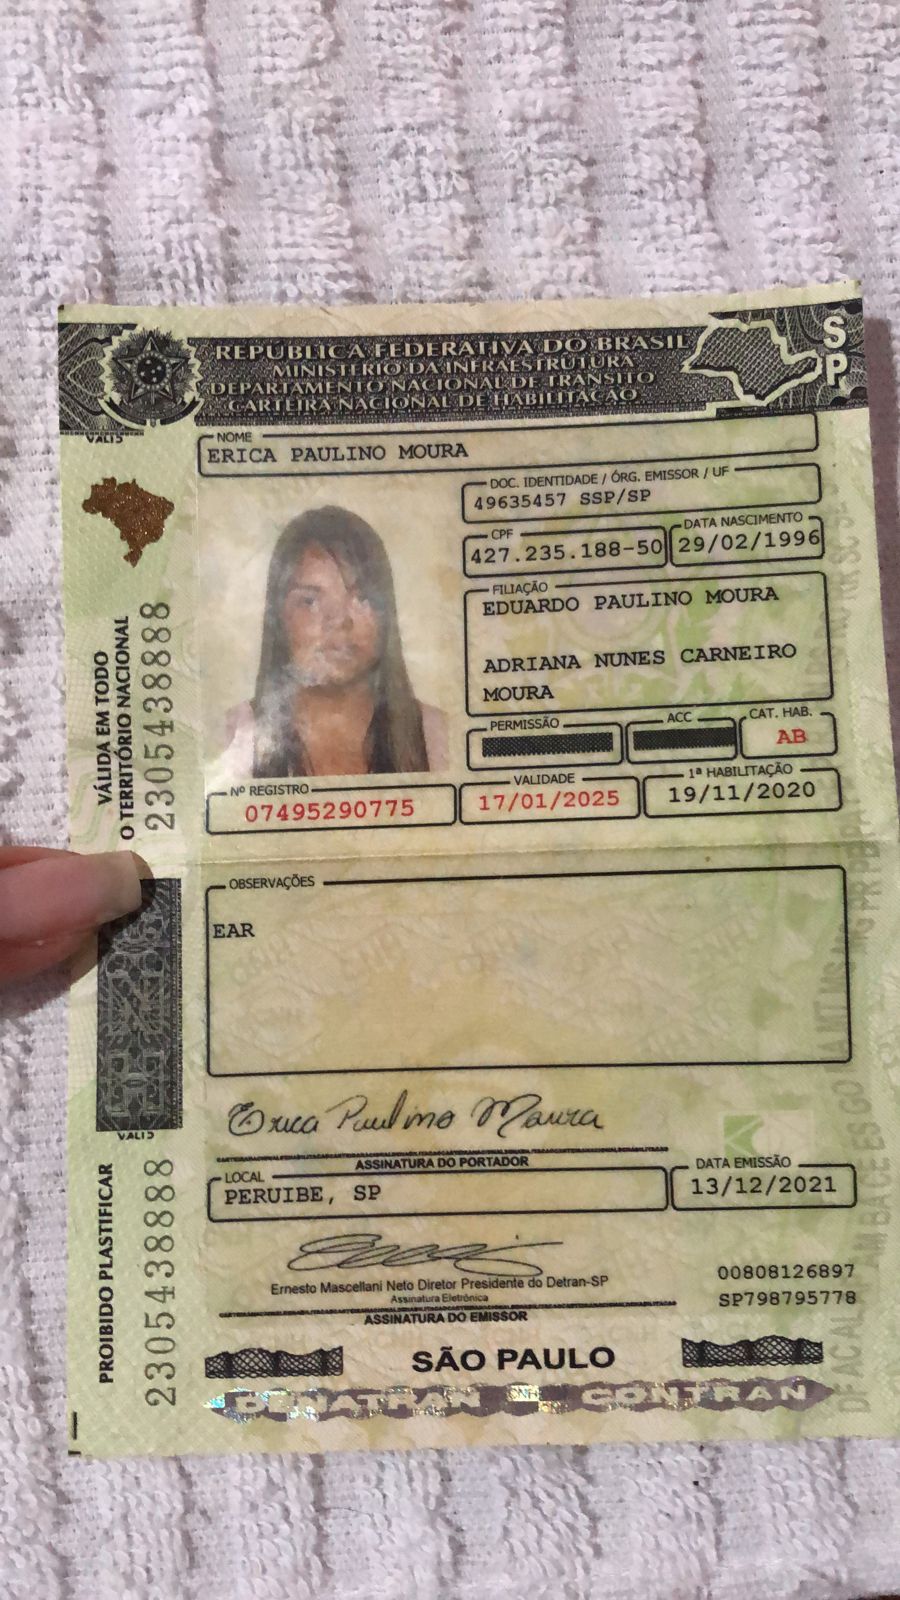 REPÚBLICA FEDERATIVA DO BRASIL
MINISTÉRIO DA INFRAESTRUTURA
DEPARTAMENTO NACIONAL DE TRÂNSITO
CARTEIRA NACIONAL DE HABILITAÇÃO
SP
NOME
ERICA PAULINO MOURA
DOC. IDENTIDADE / ÓRG. EMISSOR / UF
49635457 SSP/SP
CPF
427.235.188-50
DATA NASCIMENTO
29/02/1996
FILIAÇÃO
EDUARDO PAULINO MOURA
ADRIANA NUNES CARNEIRO
MOURA
PERMISSÃO
ACC
CAT. HAB.
AB
Nº REGISTRO
07495290775
VALIDADE
17/01/2025
1ª HABILITAÇÃO
19/11/2020
VÁLIDA EM TODO
O TERRITÓRIO NACIONAL
2305438888
OBSERVAÇÕES
EAR
Erica Paulino Moura
ASSINATURA DO PORTADOR
LOCAL
PERUIBE, SP
DATA EMISSÃO
13/12/2021
PROIBIDO PLASTIFICAR
2305438888
Ernesto Mascellani Neto Diretor Presidente do Detran-SP
Assinatura Eletrônica
ASSINATURA DO EMISSOR
00808126897
SP798795778
SÃO PAULO
DENATRAN CNH CONTRAN